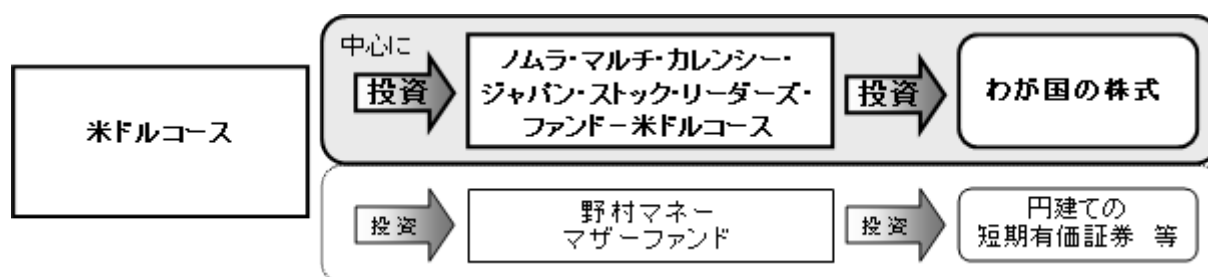 米ドルコース
中心に
投資
ノムラ・マルチ・カレンシー・
ジャパン・ストック・リーダーズ・
ファンド－米ドルコース
投資
わが国の株式
投資
野村マネー
マザーファンド
投資
円建ての
短期有価証券　等